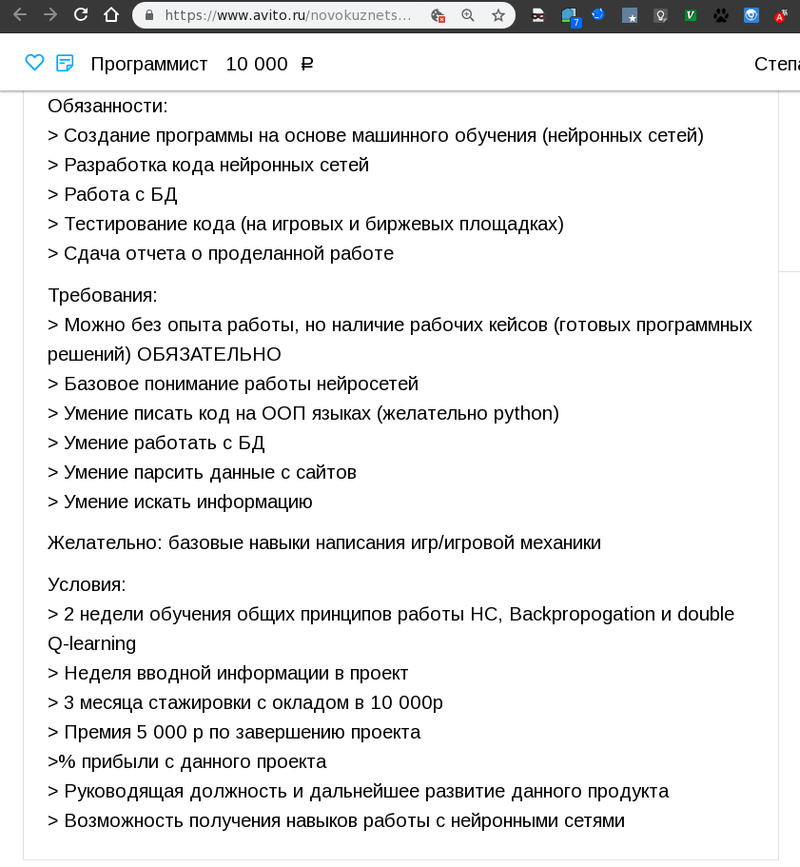 https://www.avito.ru/novokuznets...
7
Программист 10 000 ₽
Степа
Обязанности:
> Создание программы на основе машинного обучения (нейронных сетей)
> Разработка кода нейронных сетей
> Работа с БД
> Тестирование кода (на игровых и биржевых площадках)
> Сдача отчета о проделанной работе
Требования:
> Можно без опыта работы, но наличие рабочих кейсов (готовых программных
решений) ОБЯЗАТЕЛЬНО
> Базовое понимание работы нейросетей
> Умение писать код на ООП языках (желательно python)
> Умение работать с БД
> Умение парсить данные с сайтов
> Умение искать информацию
Желательно: базовые навыки написания игр/игровой механики
Условия:
> 2 недели обучения общих принципов работы НС, Backpropogation и double
Q-learning
> Неделя вводной информации в проект
> 3 месяца стажировки с окладом в 10 000р
> Премия 5 000 р по завершению проекта
>% прибыли с данного проекта
> Руководящая должность и дальнейшее развитие данного продукта
> Возможность получения навыков работы с нейронными сетями